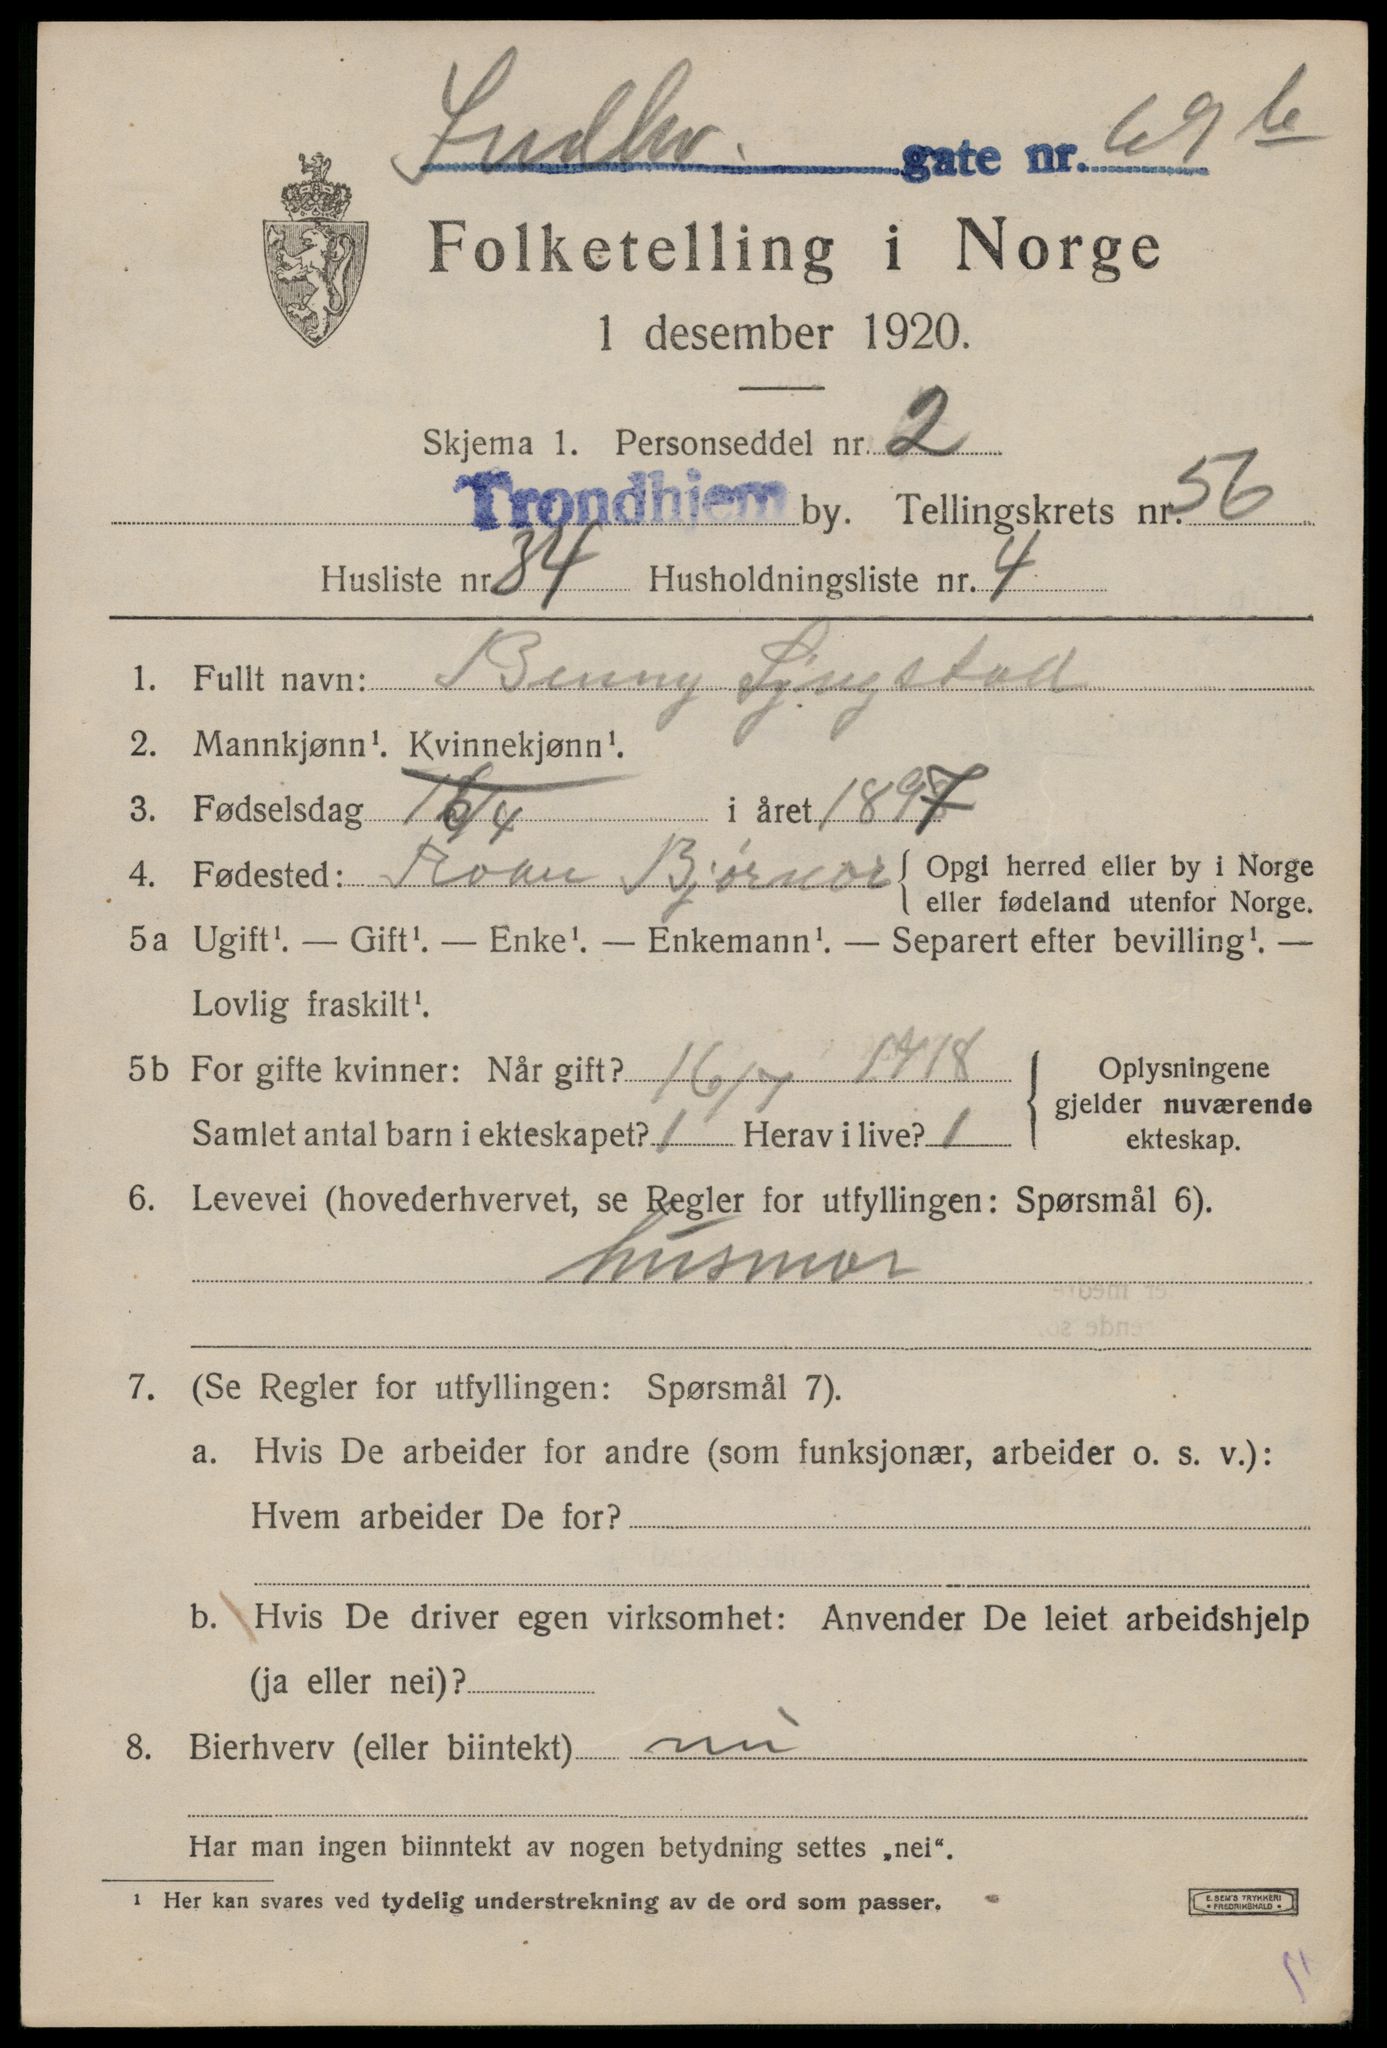 gate nr. 69 b
Folketelling i Norge
1 desember 1920.
Skjema 1. Personseddel nr. 2
Trondhjem by. Tellingskrets nr. 56
Husliste nr. 34 Husholdningsliste nr. 4
1. Fullt navn: Benny
2. Mannkjønn¹. Kvinnekjønn¹.
3. Fødselsdag 16/4 i året 1897
4. Fødested: Roan Bjørnør { Opgi herred eller by i Norge
eller fødeland utenfor Norge.
5a Ugift¹. — Gift¹. — Enke¹. — Enkemann¹. — Separert efter bevilling¹. —
Lovlig fraskilt¹.
5b For gifte kvinner: Når gift? 16/7 1918
Samlet antal barn i ekteskapet? 1 Herav i live? 1
Oplysningene
gjelder nuværende
ekteskap.
6. Levevei (hovederhvervet, se Regler for utfyllingen: Spørsmål 6).
husmor
7. (Se Regler for utfyllingen: Spørsmål 7).
a. Hvis De arbeider for andre (som funksjonær, arbeider o. s. v.):
Hvem arbeider De for?
b. Hvis De driver egen virksomhet: Anvender De leiet arbeidshjelp
(ja eller nei)?
8. Bierhverv (eller biintekt) nei
Har man ingen biinntekt av nogen betydning settes „nei“.
¹ Her kan svares ved tydelig understrekning av de ord som passer.
E. SEM'S TRYKKERI
• FREDRIKSHALD •